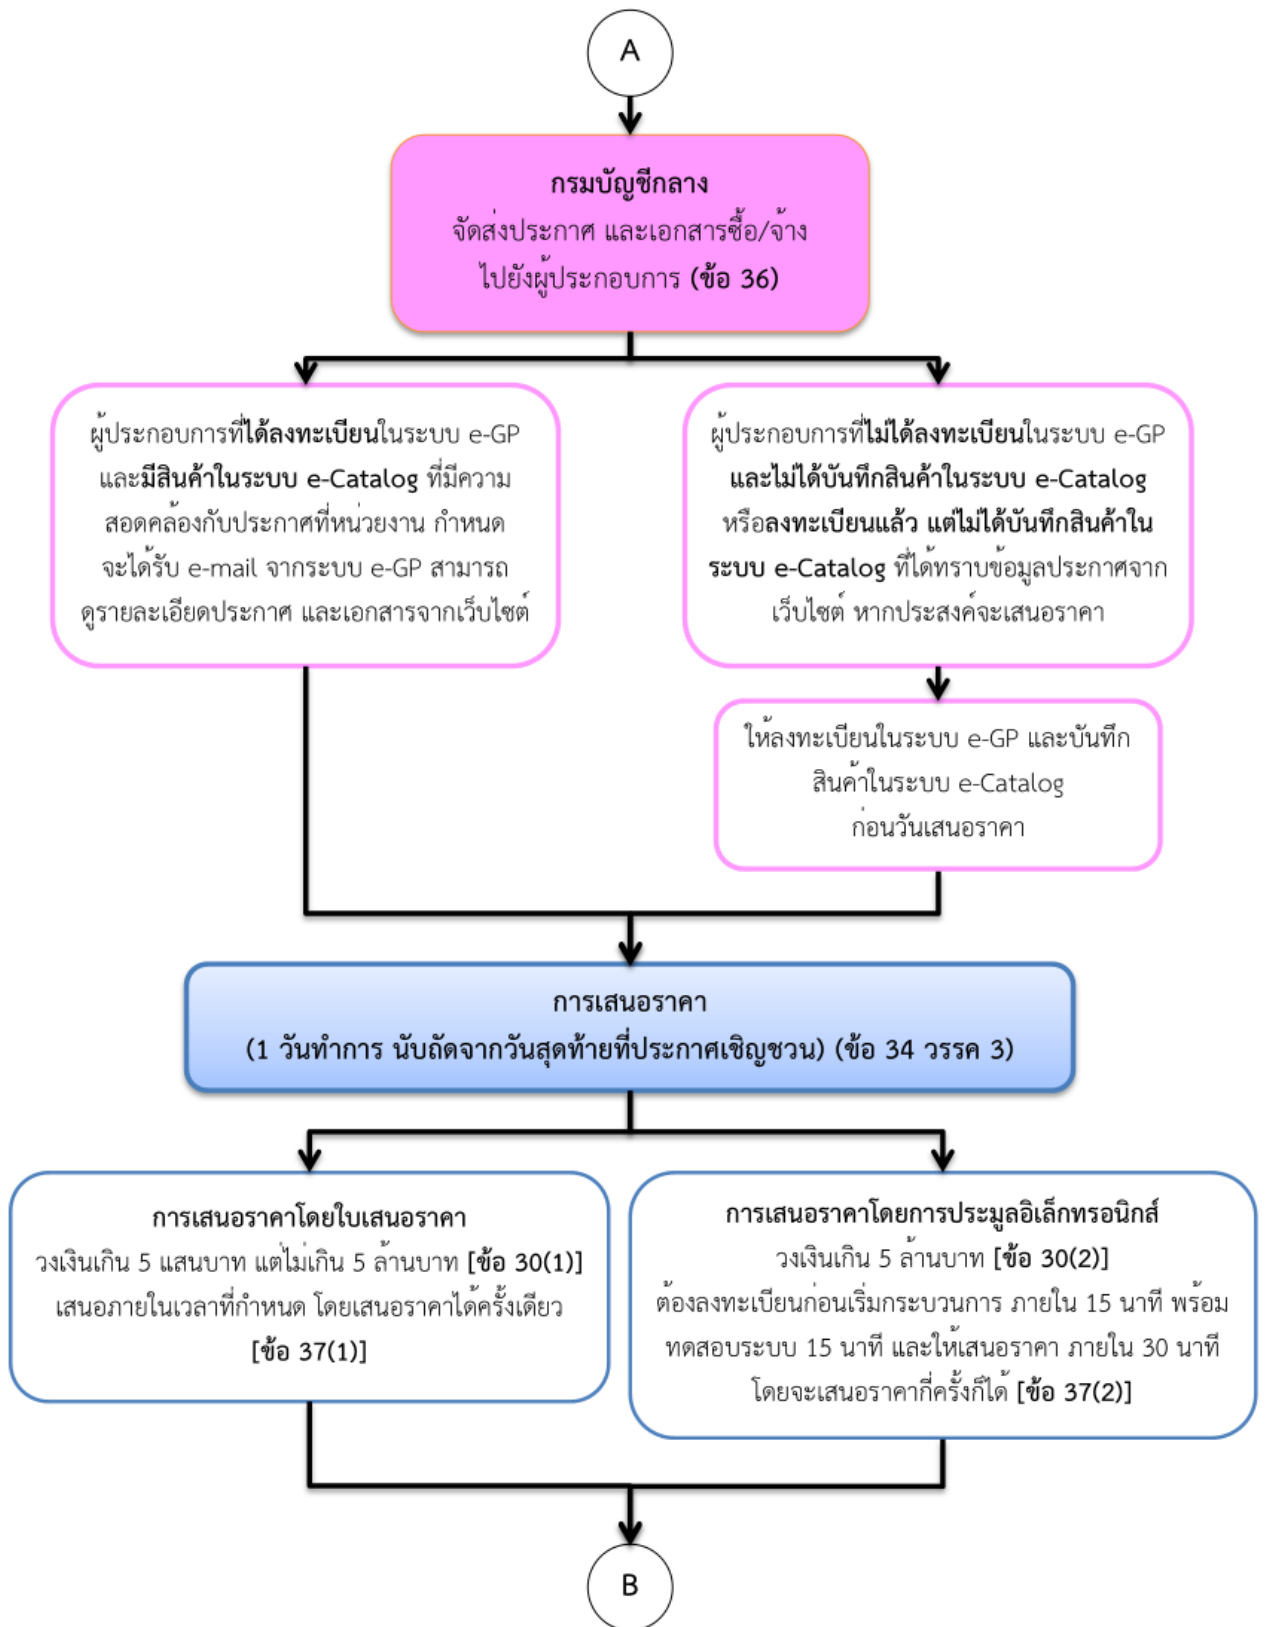 A
กรมบัญชีกลาง
จัดส่งประกาศ และเอกสารซื้อ/จ้าง
ไปยังผู้ประกอบการ (ข้อ 36)
ผู้ประกอบการที่ได้ลงทะเบียนในระบบ e-GP
และมีสินค้าในระบบ e-Catalog ที่มีความ
สอดคล้องกับประกาศที่หน่วยงาน กำหนด
จะได้รับ e-mail จากระบบ e-GP สามารถ
ดูรายละเอียดประกาศ และเอกสารจากเว็บไซต์
ผู้ประกอบการที่ไม่ได้ลงทะเบียนในระบบ e-GP
และไม่ได้บันทึกสินค้าในระบบ e-Catalog
หรือลงทะเบียนแล้ว แต่ไม่ได้บันทึกสินค้าใน
ระบบ e-Catalog ที่ได้ทราบข้อมูลประกาศจาก
เว็บไซต์ หากประสงค์จะเสนอราคา
ให้ลงทะเบียนในระบบ e-GP และบันทึก
สินค้าในระบบ e-Catalog
ก่อนวันเสนอราคา
การเสนอราคา
(1 วันทำการ นับถัดจากวันสุดท้ายที่ประกาศเชิญชวน) (ข้อ 34 วรรค 3)
การเสนอราคาโดยใบเสนอราคา
วงเงินเกิน 5 แสนบาท แต่ไม่เกิน 5 ล้านบาท [ข้อ 30(1)]
เสนอภายในเวลาที่กำหนด โดยเสนอราคาได้ครั้งเดียว
[ข้อ 37(1)]
การเสนอราคาโดยการประมูลอิเล็กทรอนิกส์
วงเงินเกิน 5 ล้านบาท [ข้อ 30(2)]
ต้องลงทะเบียนก่อนเริ่มกระบวนการ ภายใน 15 นาที พร้อม
ทดสอบระบบ 15 นาที และให้เสนอราคา ภายใน 30 นาที
โดยจะเสนอราคากี่ครั้งก็ได้ [ข้อ 37(2)]
B